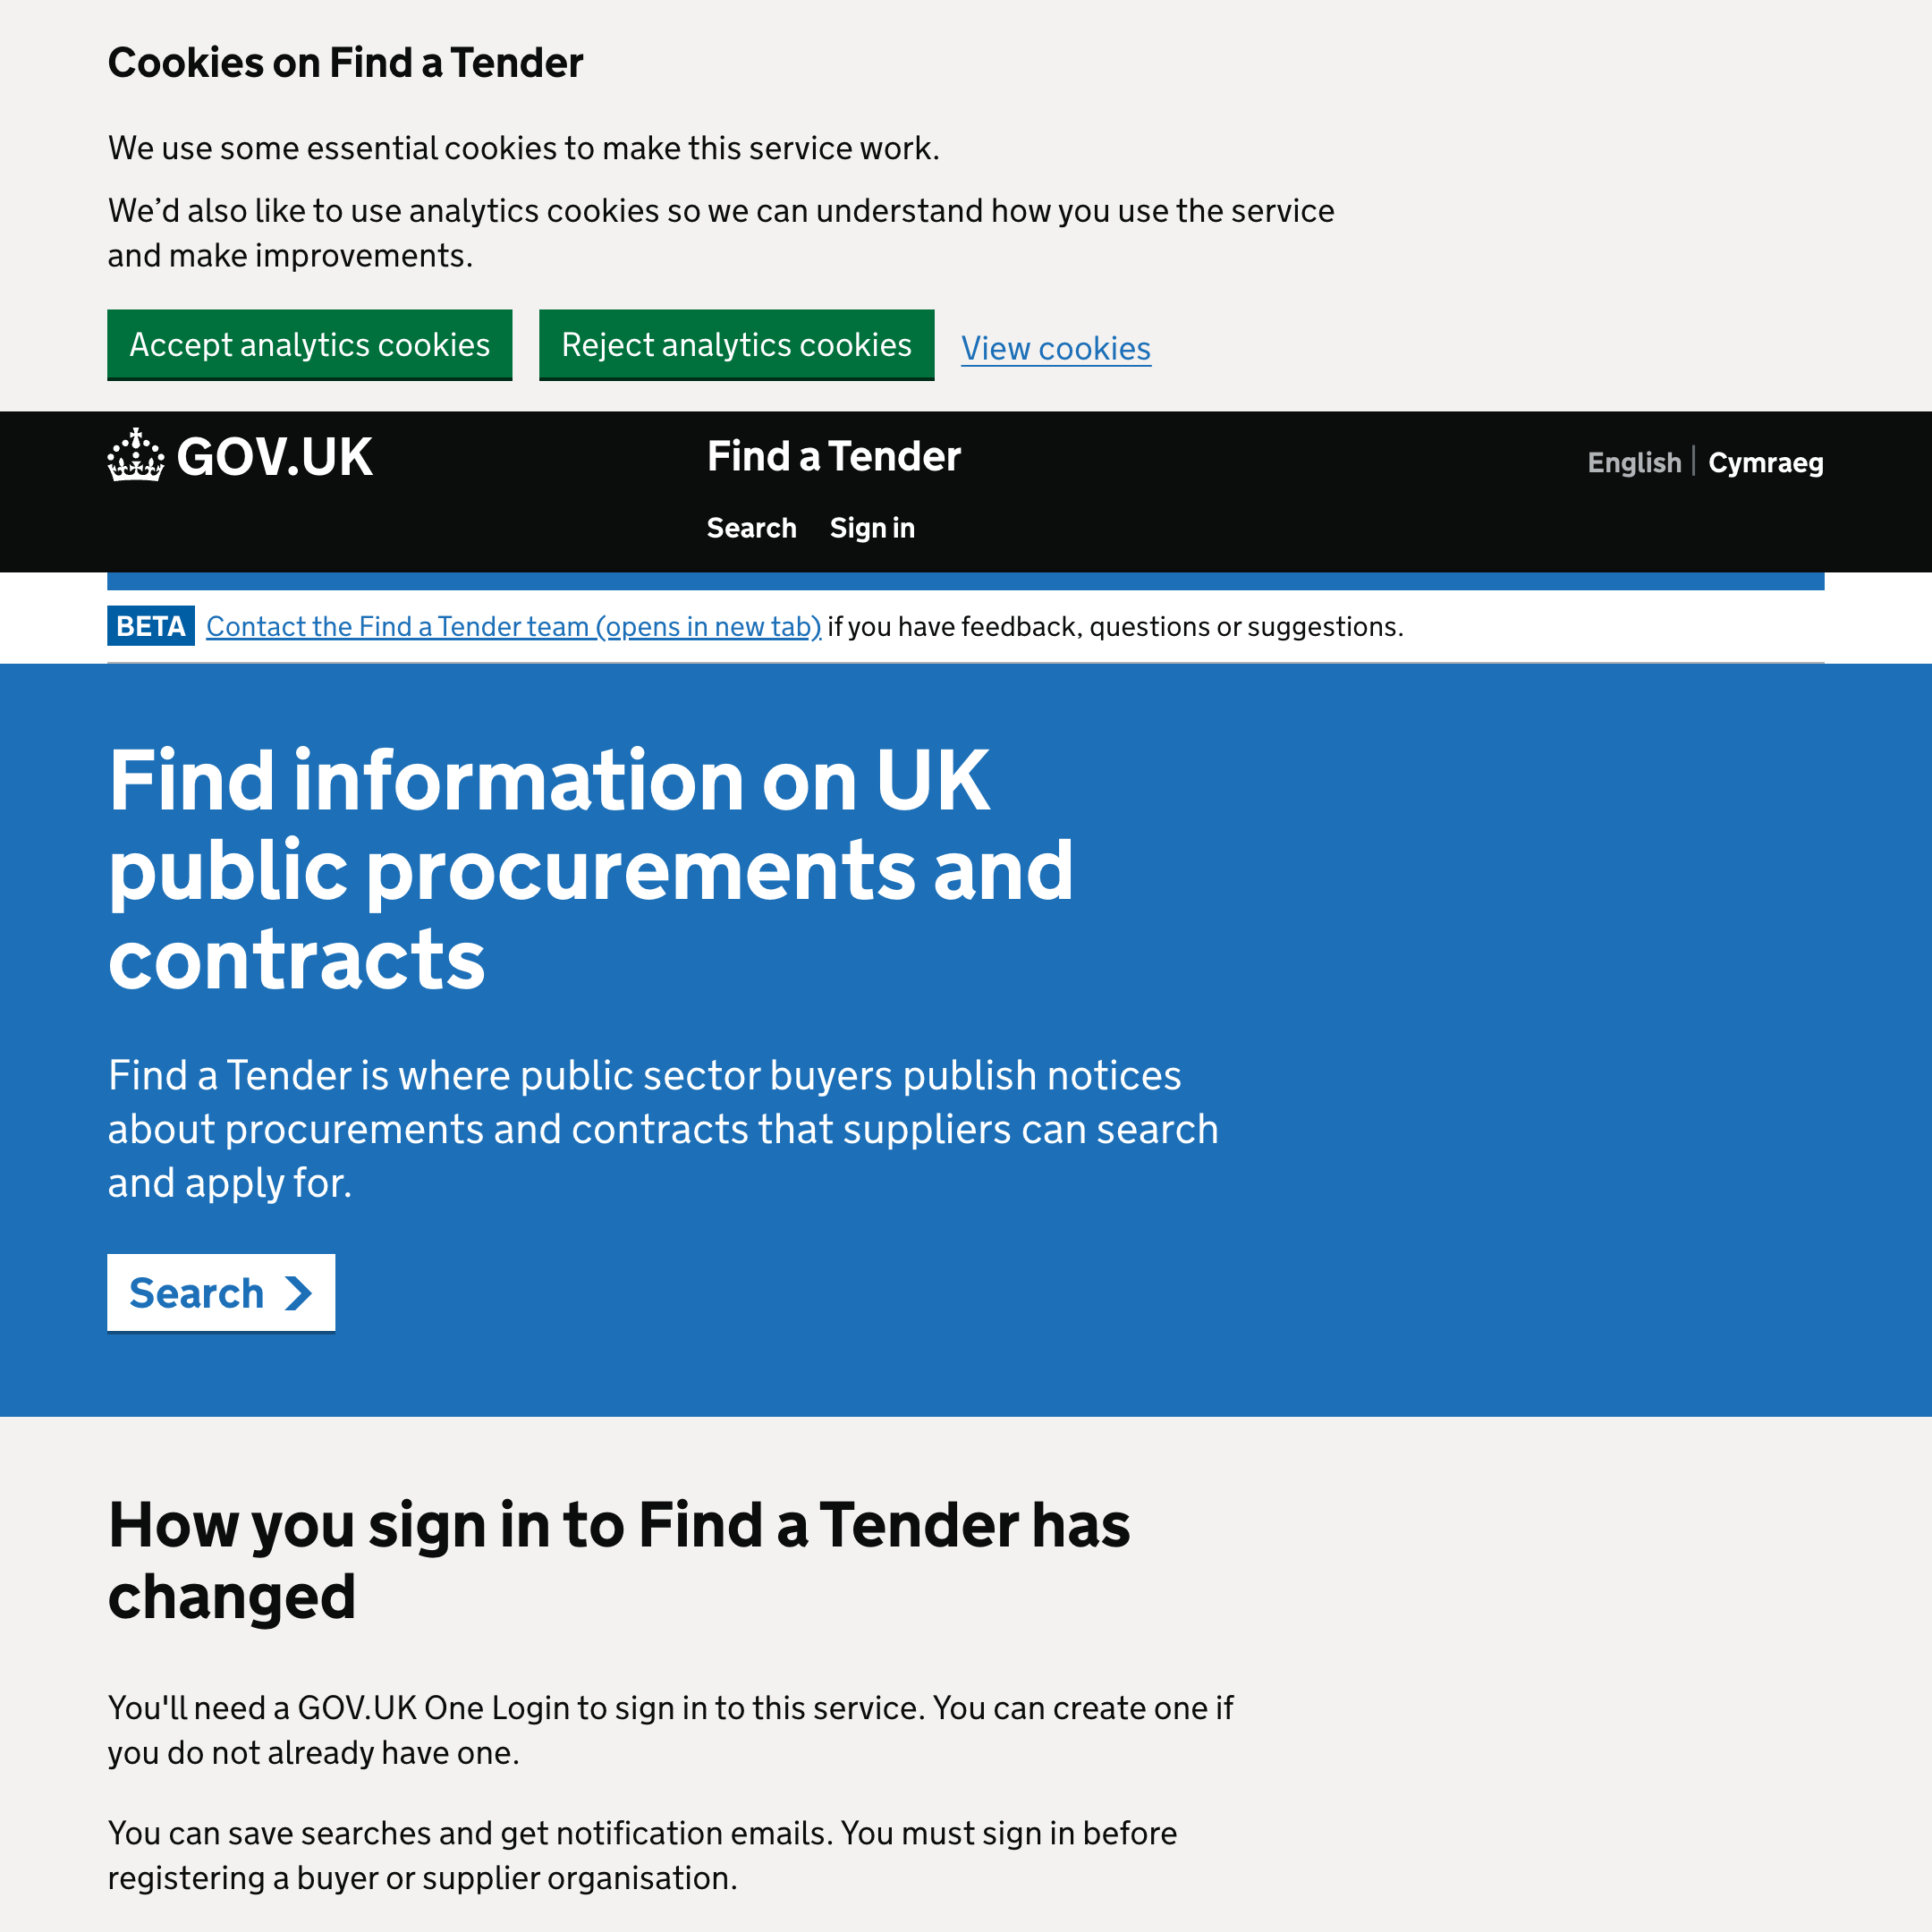 Cookies on Find a Tender
We use some essential cookies to make this service work.
We’d also like to use analytics cookies so we can understand how you use the service
and make improvements.
Accept analytics cookies
Reject analytics cookies
View cookies
GOV.UK
Find a Tender
English
Cymraeg
Search
Sign in
BETA
Contact the Find a Tender team (opens in new tab) if you have feedback, questions or suggestions.
Find information on UK
public procurements and
contracts
Find a Tender is where public sector buyers publish notices
about procurements and contracts that suppliers can search
and apply for.
Search
How you sign in to Find a Tender has
changed
You'll need a GOV.UK One Login to sign in to this service. You can create one if
you do not already have one.
You can save searches and get notification emails. You must sign in before
registering a buyer or supplier organisation.